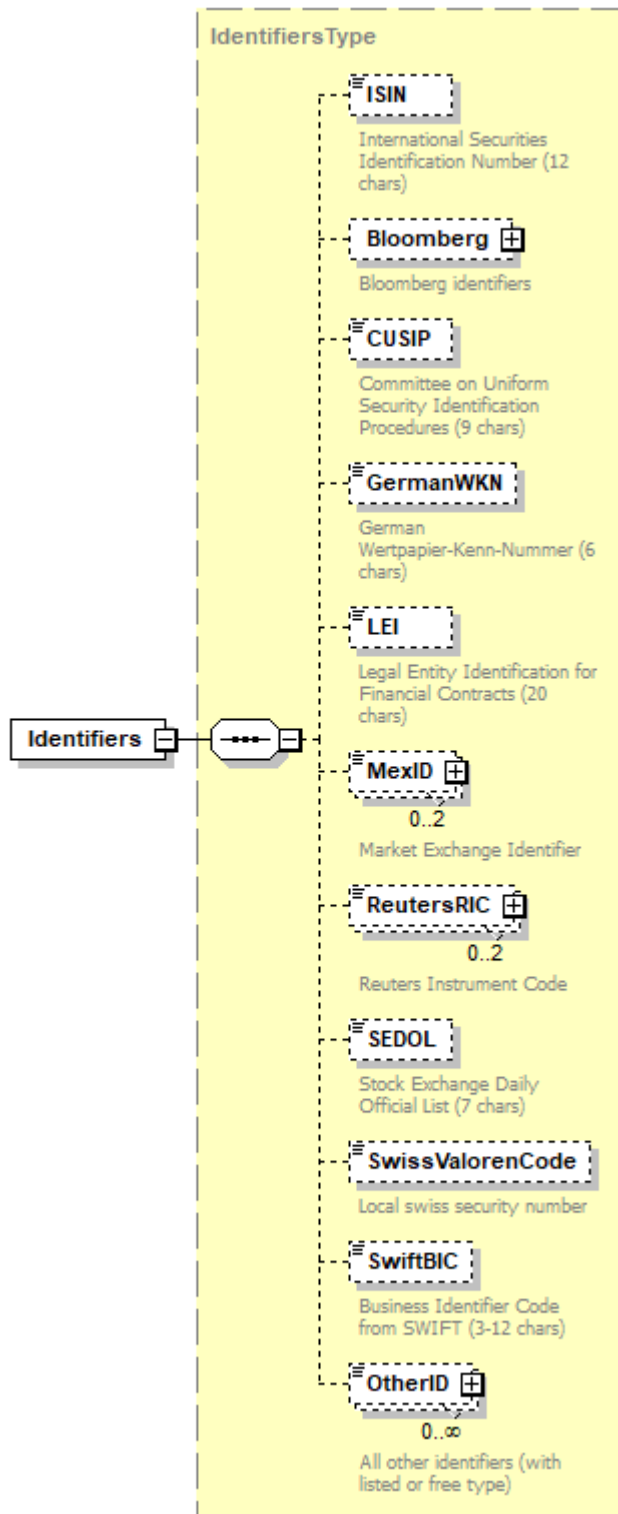 IdentifiersType
ISIN
International Securities
Identification Number (12
chars)
Bloomberg
Bloomberg identifiers
CUSIP
Committee on Uniform
Security Identification
Procedures (9 chars)
GermanWKN
German
Wertpapier-Kenn-Nummer (6
chars)
LEI
Legal Entity Identification for
Financial Contracts (20
chars)
Identifiers
MexID
0..2
Market Exchange Identifier
ReutersRIC
0..2
Reuters Instrument Code
SEDOL
Stock Exchange Daily
Official List (7 chars)
SwissValorenCode
Local swiss security number
SwiftBIC
Business Identifier Code
from SWIFT (3-12 chars)
OtherID
0..∞
All other identifiers (with
listed or free type)